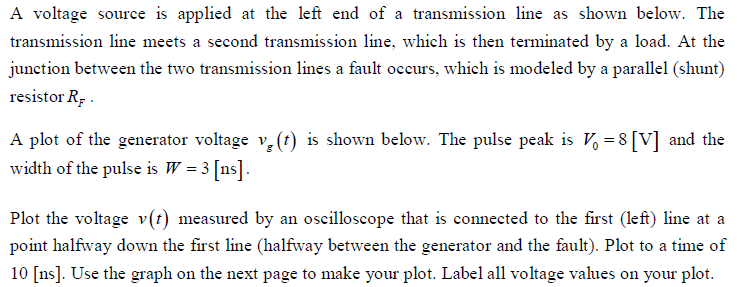 A voltage source is applied at the left end of a transmission line as shown below. The
transmission line meets a second transmission line, which is then terminated by a load. At the
junction between the two transmission lines a fault occurs, which is modeled by a parallel (shunt)
resistor R_F .
A plot of the generator voltage v_g(t) is shown below. The pulse peak is V_0 = 8 [V] and the
width of the pulse is W = 3 [ns].
Plot the voltage v(t) measured by an oscilloscope that is connected to the first (left) line at a
point halfway down the first line (halfway between the generator and the fault). Plot to a time of
10 [ns]. Use the graph on the next page to make your plot. Label all voltage values on your plot.